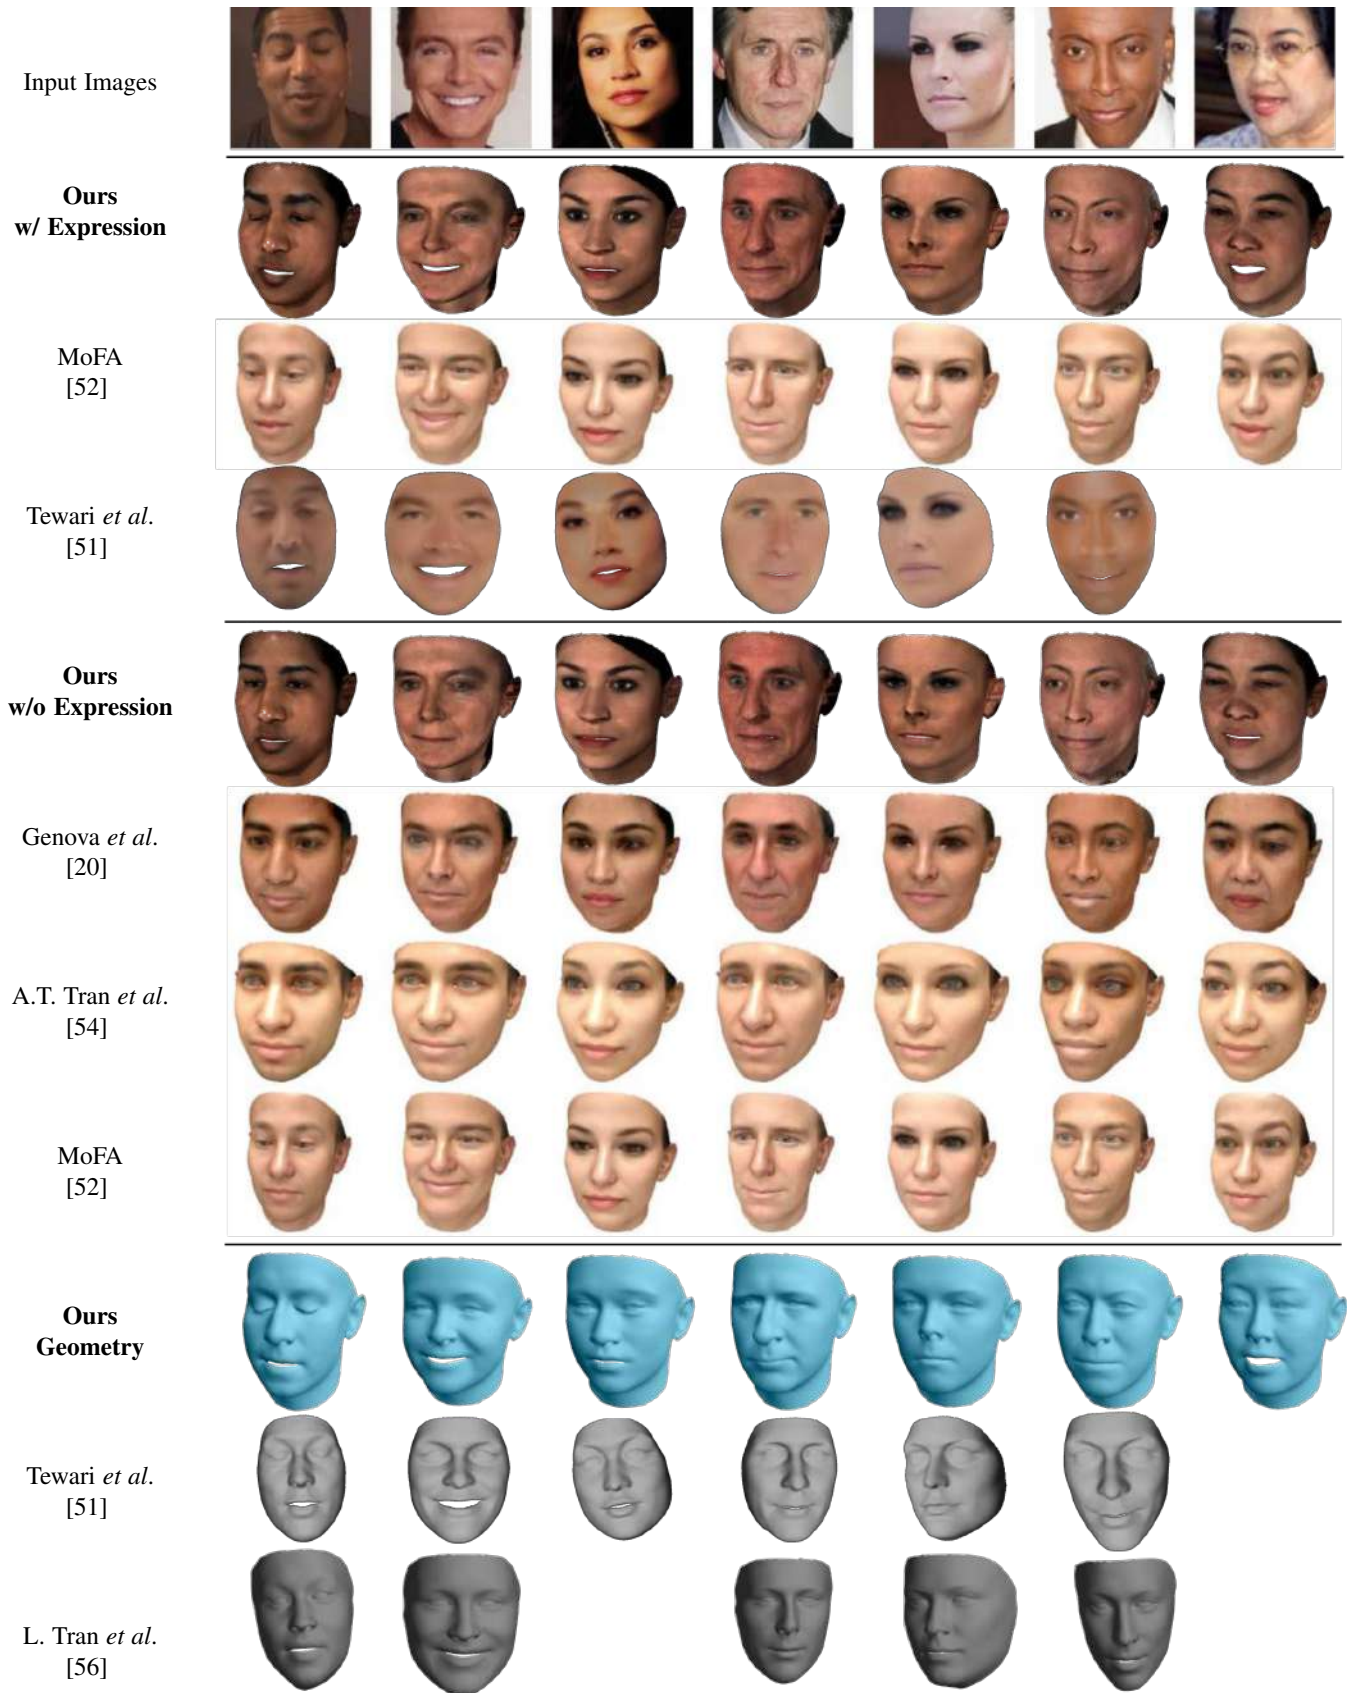 Input Images
Ours
w/ Expression
MoFA
[52]
Tewari et al.
[51]
Ours
w/o Expression
Genova et al.
[20]
A.T. Tran et al.
[54]
MoFA
[52]
Ours
Geometry
Tewari et al.
[51]
L. Tran et al.
[56]